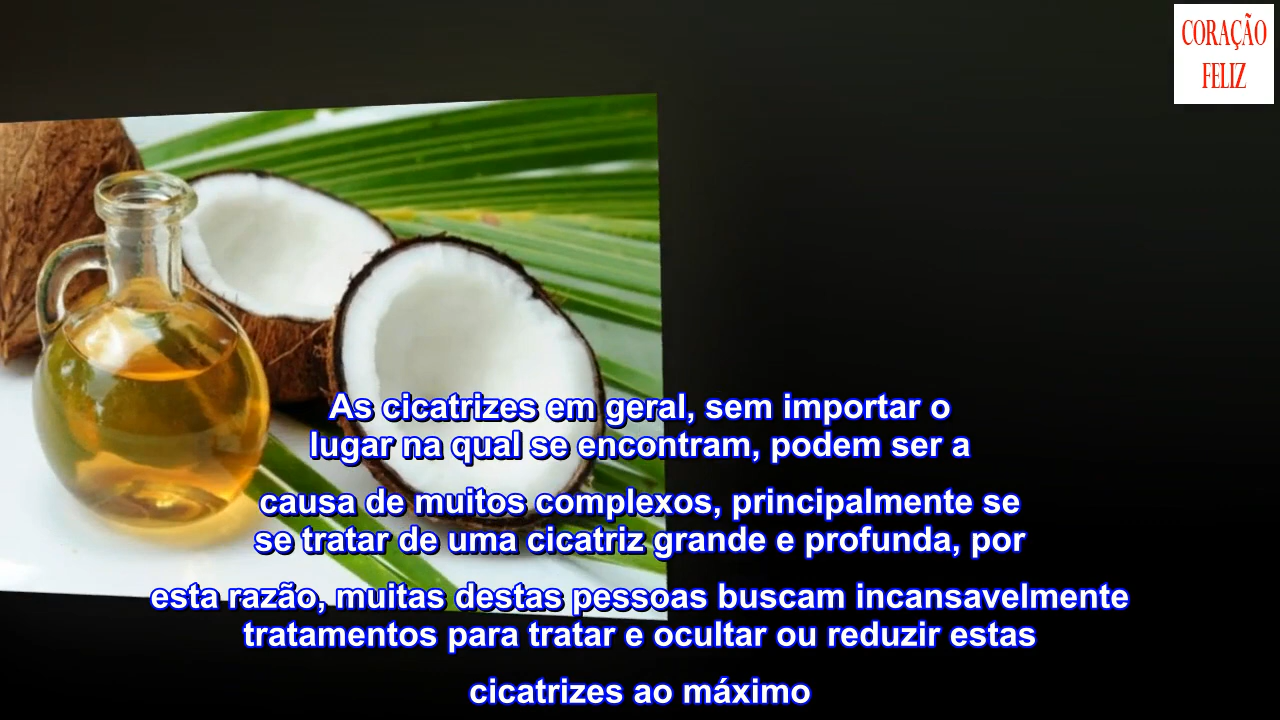 CORAÇÃO
FELIZ
As cicatrizes em geral, sem importar o
lugar na qual se encontram, podem ser a
causa de muitos complexos, principalmente se
se tratar de uma cicatriz grande e profunda, por
esta razão, muitas destas pessoas buscam incansavelmente
tratamentos para tratar e ocultar ou reduzir estas
cicatrizes ao máximo